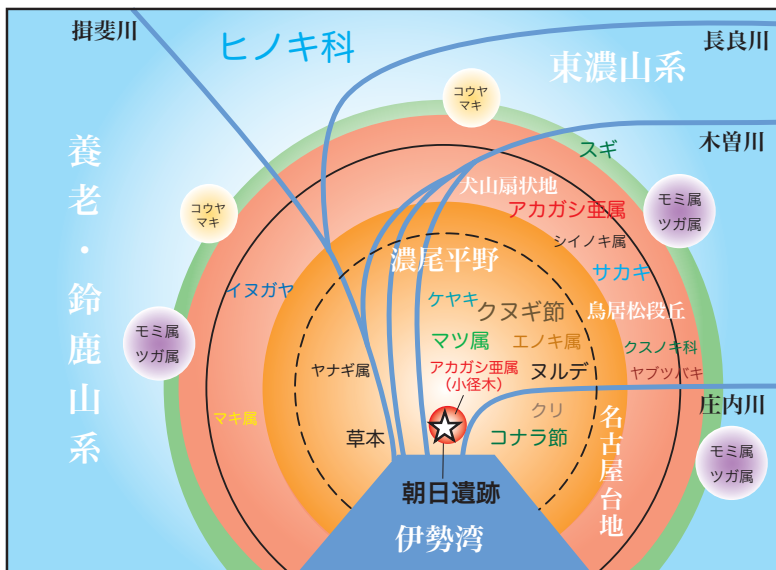 揖斐川
ヒノキ科
長良川
東濃山系
コウヤ
マキ
木曽川
スギ
養老・鈴鹿山系
犬山扇状地
モミ属
ツガ属
コウヤ
マキ
アカガシ亜属
シイノキ属
濃尾平野
サカキ
イヌガヤ
ケヤキ
クヌギ節
鳥居松段丘
モミ属
ツガ属
マツ属
エノキ属
クスノキ科
ヤナギ属
アカガシ亜属
（小径木）
ヌルデ
ヤブツバキ
マキ属
クリ
庄内川
草本
コナラ節
名古屋台地
モミ属
ツガ属
朝日遺跡
伊勢湾